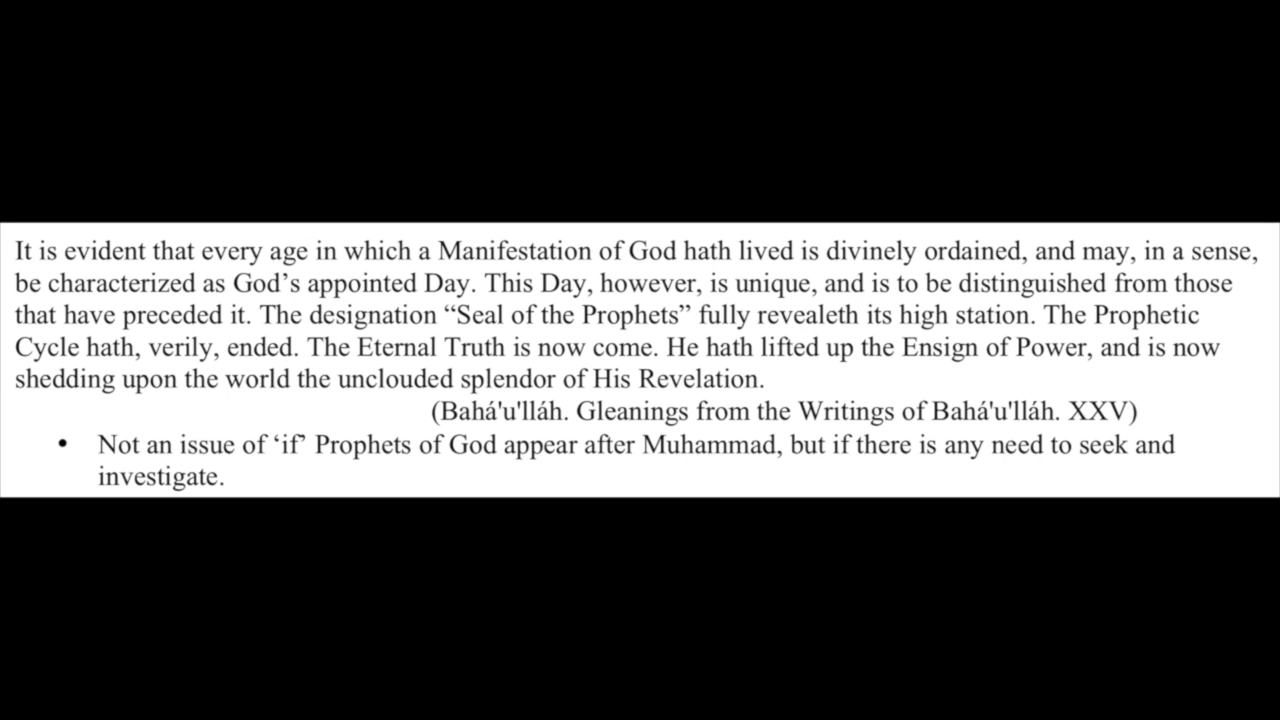 It is evident that every age in which a Manifestation of God hath lived is divinely ordained, and may, in a sense,
be characterized as God’s appointed Day. This Day, however, is unique, and is to be distinguished from those
that have preceded it. The designation “Seal of the Prophets” fully revealeth its high station. The Prophetic
Cycle hath, verily, ended. The Eternal Truth is now come. He hath lifted up the Ensign of Power, and is now
shedding upon the world the unclouded splendor of His Revelation.
(Bahá'u'lláh. Gleanings from the Writings of Bahá'u'lláh. XXV)
• Not an issue of ‘if’ Prophets of God appear after Muhammad, but if there is any need to seek and
investigate.